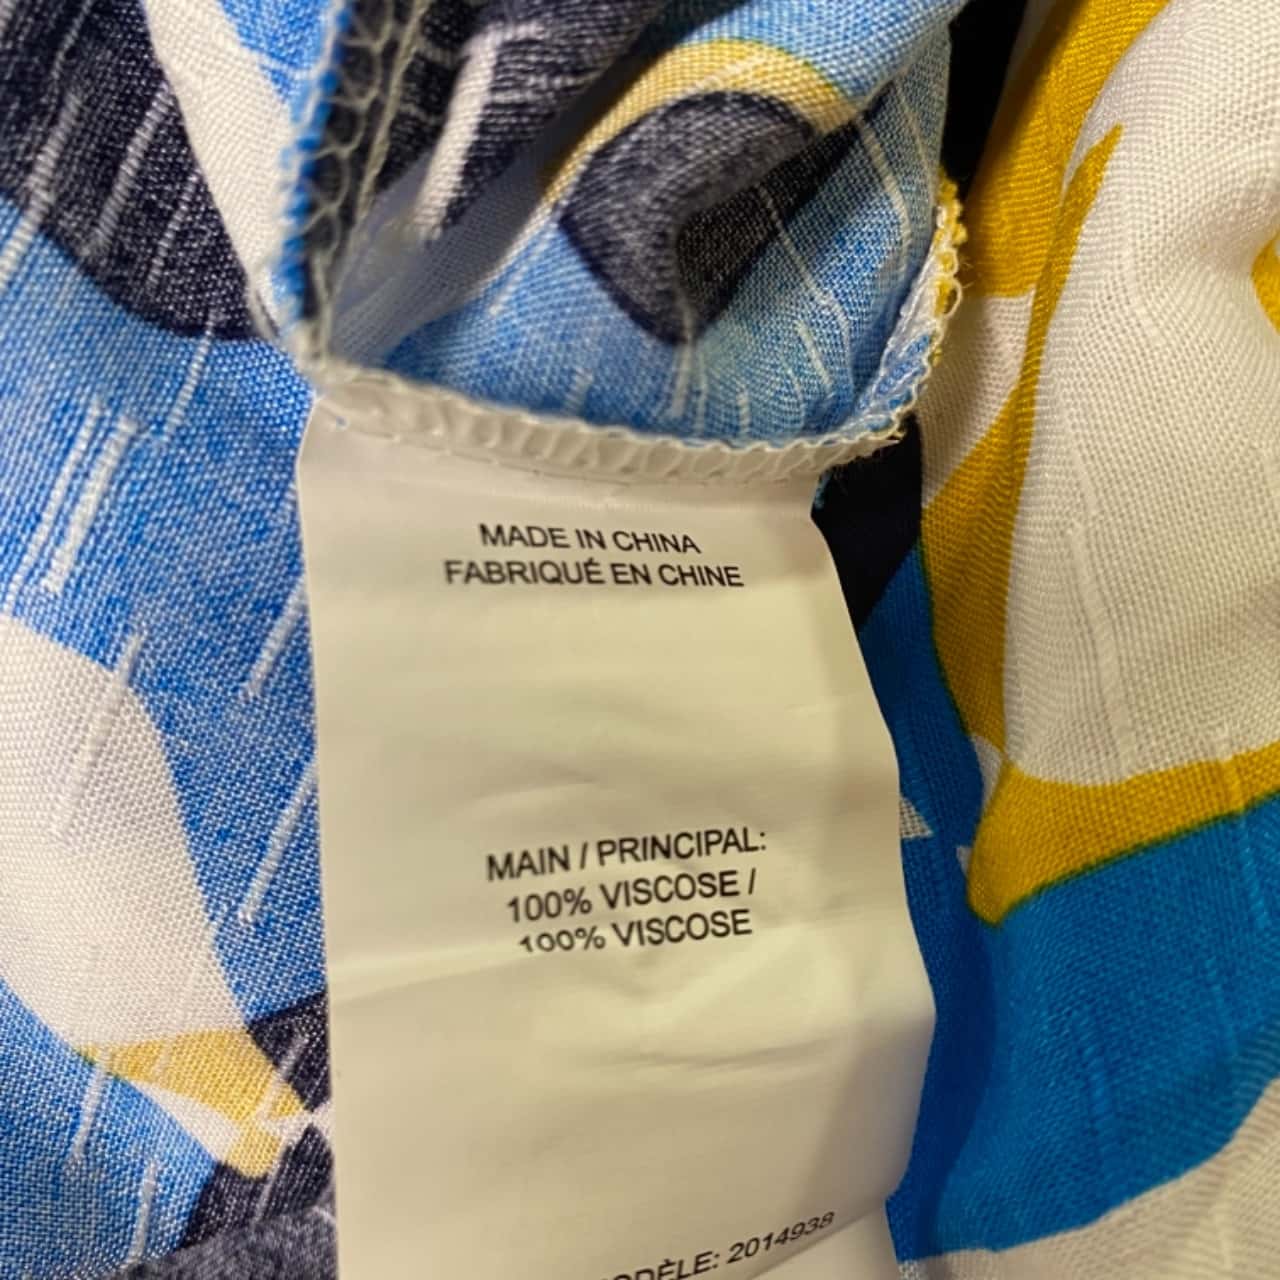 MADE IN CHINA
FABRIQUÉ EN CHINE
MAIN / PRINCIPAL:
100% VISCOSE /
100% VISCOSE
2014938